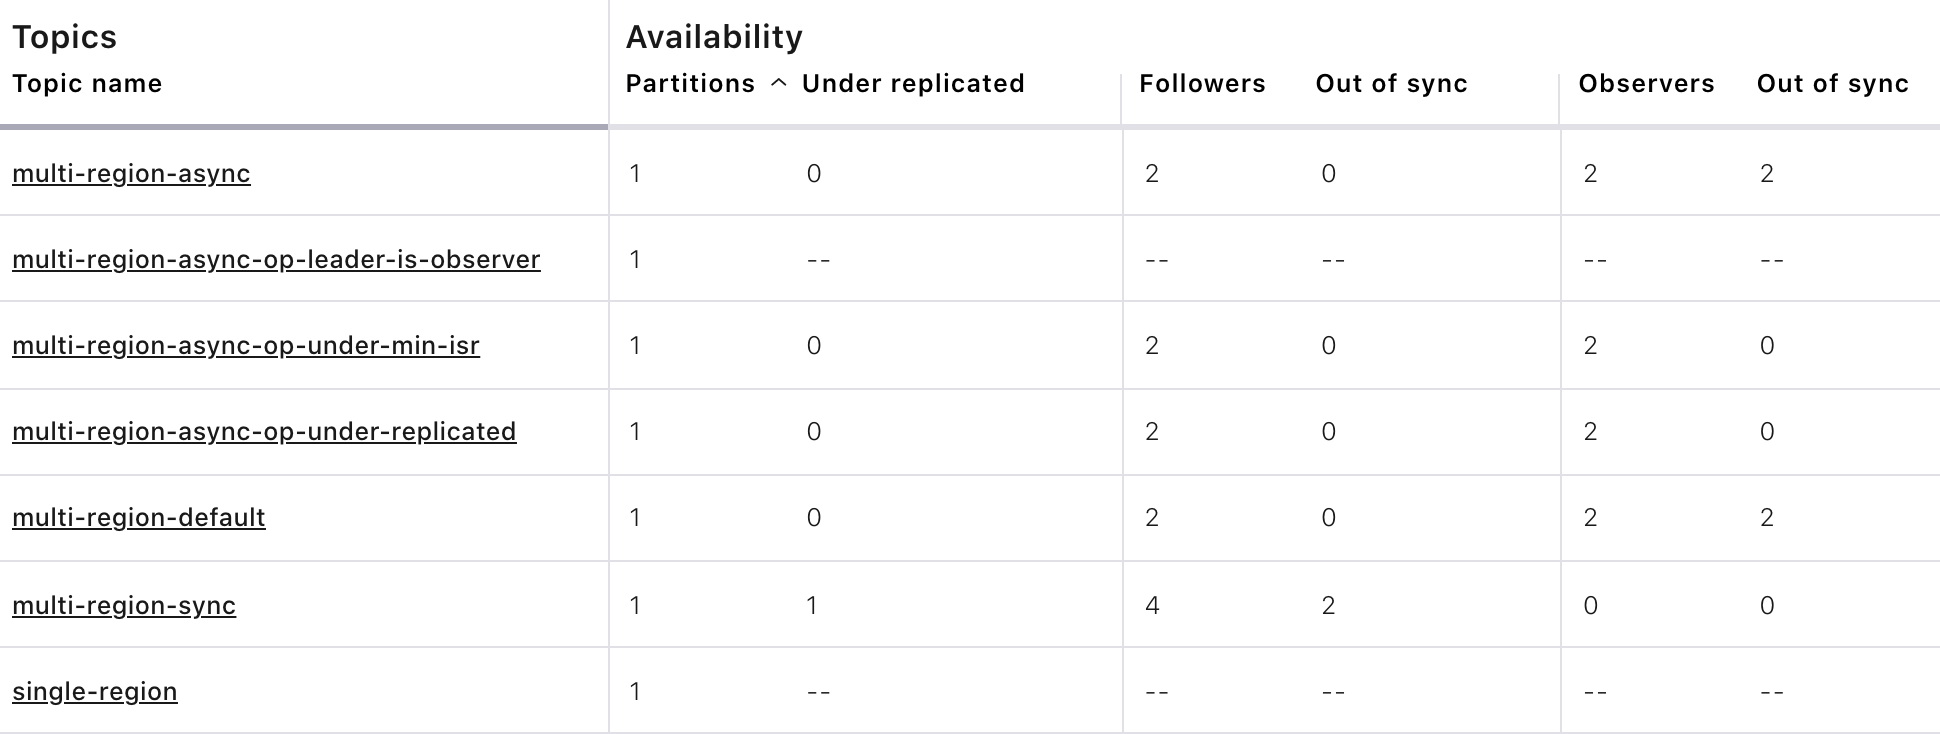 Topics Availability
Topic name Partitions ^ Under replicated Followers Out of sync Observers Out of sync
multi-region-async 1 0 2 0 2 2
multi-region-async-op-leader-is-observer 1 -- -- -- -- --
multi-region-async-op-under-min-isr 1 0 2 0 2 0
multi-region-async-op-under-replicated 1 0 2 0 2 0
multi-region-default 1 0 2 0 2 2
multi-region-sync 1 1 4 2 0 0
single-region 1 -- -- -- -- --